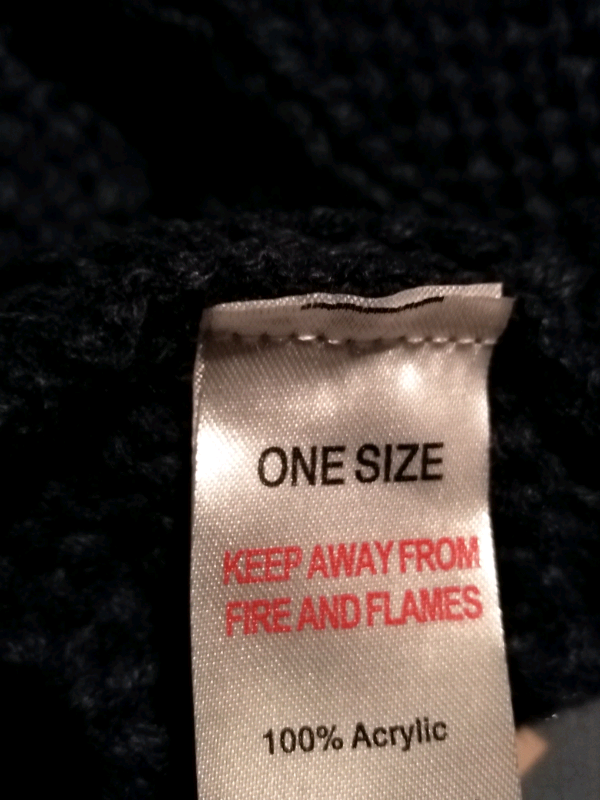 ONE SIZE
KEEP AWAY FROM
FIRE AND FLAMES
100% Acrylic